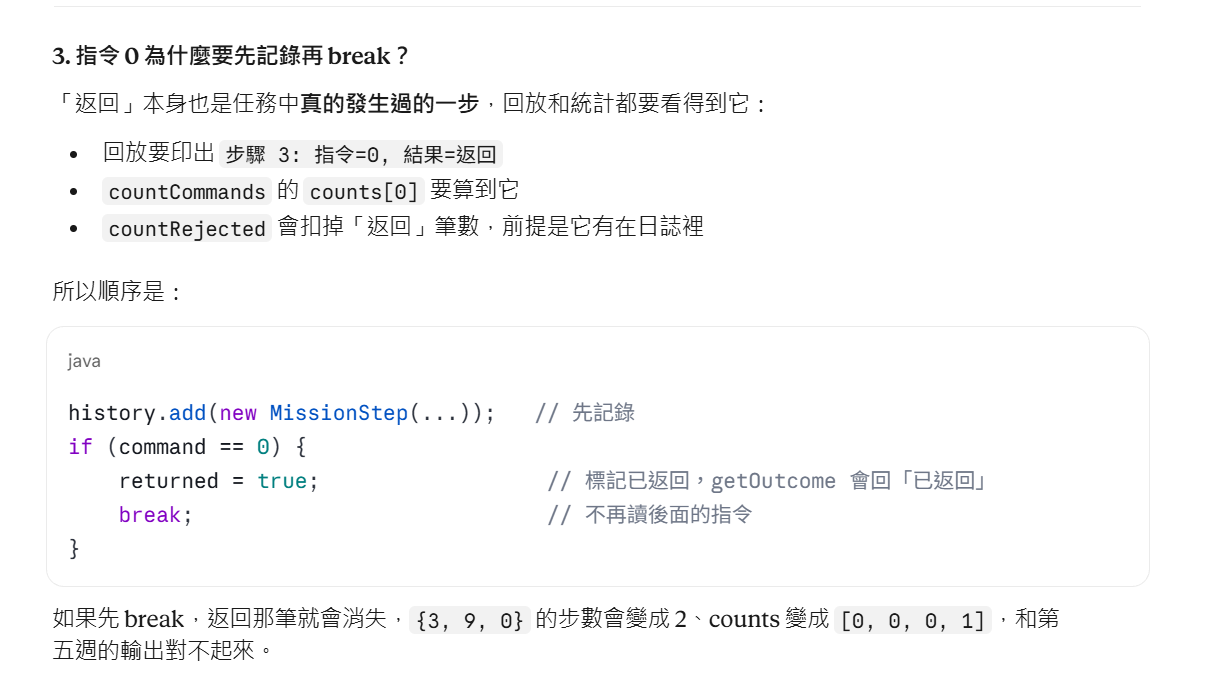 3. 指令 0 為什麼要先記錄再 break？
「返回」本身也是任務中真的發生過的一步，回放和統計都要看得到它：
• 回放要印出 步驟 3: 指令=0, 結果=返回
• countCommands 的 counts[0] 要算到它
• countRejected 會扣掉「返回」筆數，前提是它有在日誌裡
所以順序是：
java
history.add(new MissionStep(...));   // 先記錄
if (command == 0) {
    returned = true;                  // 標記已返回，getOutcome 會回「已返回」
    break;                            // 不再讀後面的指令
}
如果先 break，返回那筆就會消失，{3, 9, 0} 的步數會變成 2、counts 變成 [0, 0, 0, 1]，和第
五週的輸出對不起來。